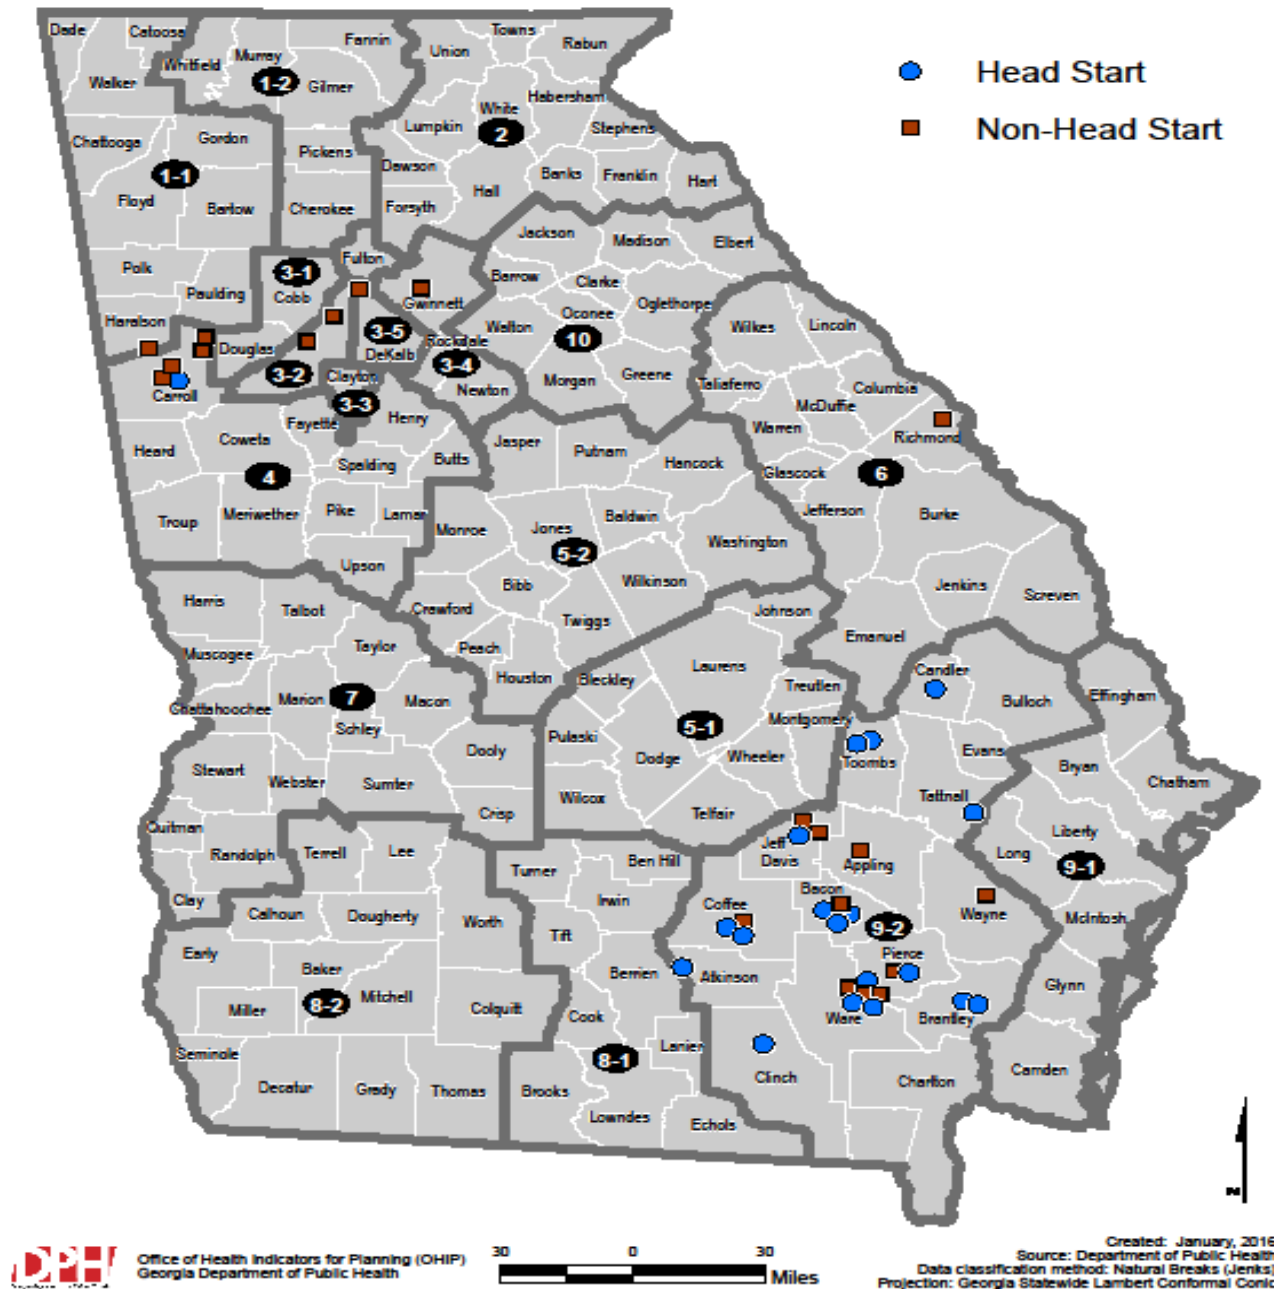 Head Start
Non-Head Start
Dade
Catoosa
Fannin
Towns
Rabun
Union
Murray
Whitfield
Walker
1-2
Gilmer
White
Habersham
Lumpkin
2
Stephens
Chattooga
Gordon
Pickens
Dawson
1-1
Hall
Banks
Franklin
Hart
Floyd
Bartow
Cherokee
Forsyth
Jackson
Madison
Elbert
Polk
Fulton
3-1
Cobb
Barrow
Clarke
Paulding
Gwinnett
Oglethorpe
Haralson
Oconee
Walton
Wilkes
Lincoln
3-5
DeKalb
Rockdale
10
Douglas
3-2
Clayton
3-4
Newton
Morgan
Greene
Taliaferro
Columbia
Carroll
3-3
McDuffie
Fayette
Henry
Warren
Richmond
Heard
Coweta
Jasper
Putnam
Hancock
4
Spalding
Butts
Glascock
6
Jefferson
Burke
Troup
Meriwether
Pike
Lamar
Monroe
Jones
Baldwin
5-2
Washington
Upson
Bibb
Wilkinson
Jenkins
Screven
Harris
Talbot
Crawford
Twiggs
Johnson
Emanuel
Muscogee
Taylor
Peach
Houston
Bleckley
Laurens
Treutlen
Candler
Bulloch
Effingham
Chattahoochee
Marion
7
Macon
Schley
Dooly
Pulaski
5-1
Montgomery
Dodge
Wheeler
Toombs
Evans
Bryan
Chatham
Stewart
Webster
Sumter
Wilcox
Telfair
Tattnall
Crisp
Quitman
Randolph
Terrell
Lee
Turner
Ben Hill
Jeff
Davis
Appling
Long
Liberty
9-1
Clay
Calhoun
Dougherty
Worth
Irwin
Coffee
Bacon
Wayne
McIntosh
9-2
Early
Tift
Baker
Berrien
Atkinson
Pierce
Glynn
Miller
8-2
Mitchell
Colquitt
Cook
Ware
Brantley
Seminole
8-1
Lanier
Clinch
Charlton
Camden
Decatur
Grady
Thomas
Brooks
Lowndes
Echols
N
DPH
Office of Health Indicators for Planning (OHIP)
Georgia Department of Public Health
30 0 30
Miles
Created: January, 2016
Source: Department of Public Health
Data classification method: Natural Breaks (Jenks)
Projection: Georgia Statewide Lambert Conformal Conic